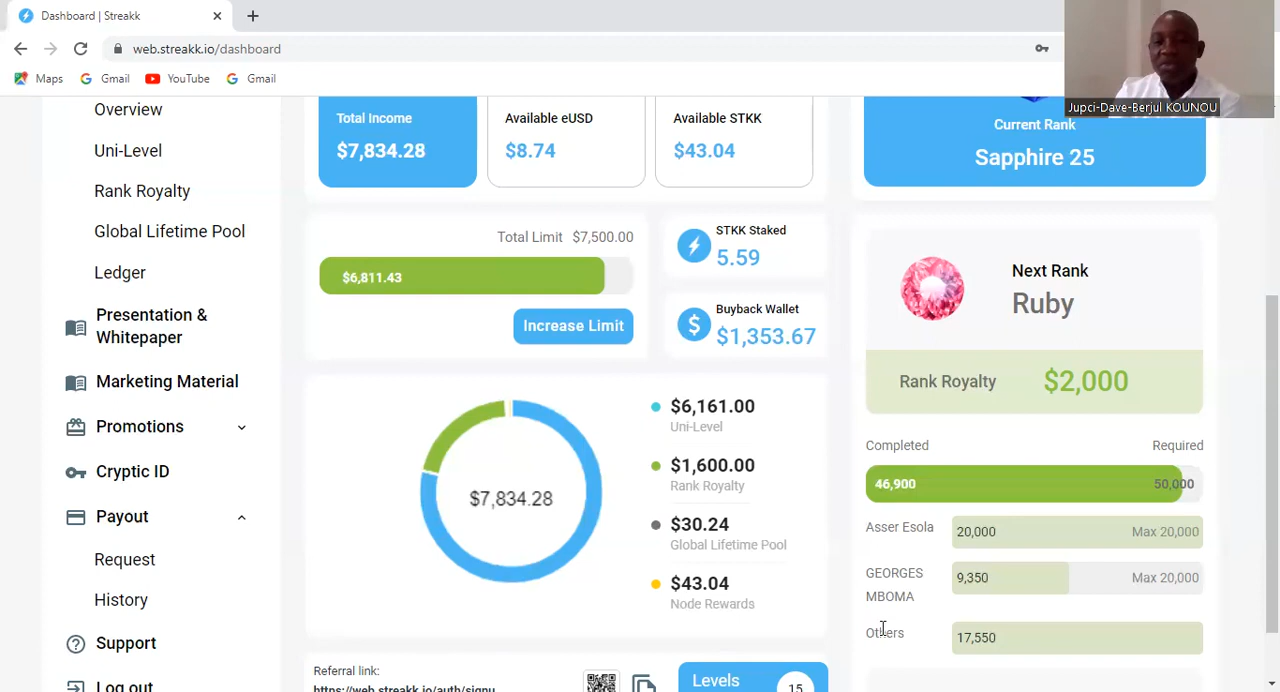 Dashboard | Streakk
web.streakk.io/dashboard
Maps
Gmail
YouTube
Gmail
Jupci-Dave-Berjul KOUNOU
Overview
Uni-Level
Rank Royalty
Global Lifetime Pool
Ledger
Presentation &
Whitepaper
Marketing Material
Promotions
Cryptic ID
Payout
Request
History
Support
Log out
Total Income
$7,834.28
Available eUSD
$8.74
Available STKK
$43.04
Total Limit $7,500.00
$6,811.43
Increase Limit
STKK Staked
5.59
Buyback Wallet
$1,353.67
$7,834.28
$6,161.00
Uni-Level
$1,600.00
Rank Royalty
$30.24
Global Lifetime Pool
$43.04
Node Rewards
Referral link:
https://web.streakk.io/auth/signu
Levels
15
Current Rank
Sapphire 25
Next Rank
Ruby
Rank Royalty $2,000
Completed Required
46,900 50,000
Asser Esola 20,000 Max 20,000
GEORGES
MBOMA
9,350 Max 20,000
Others 17,550